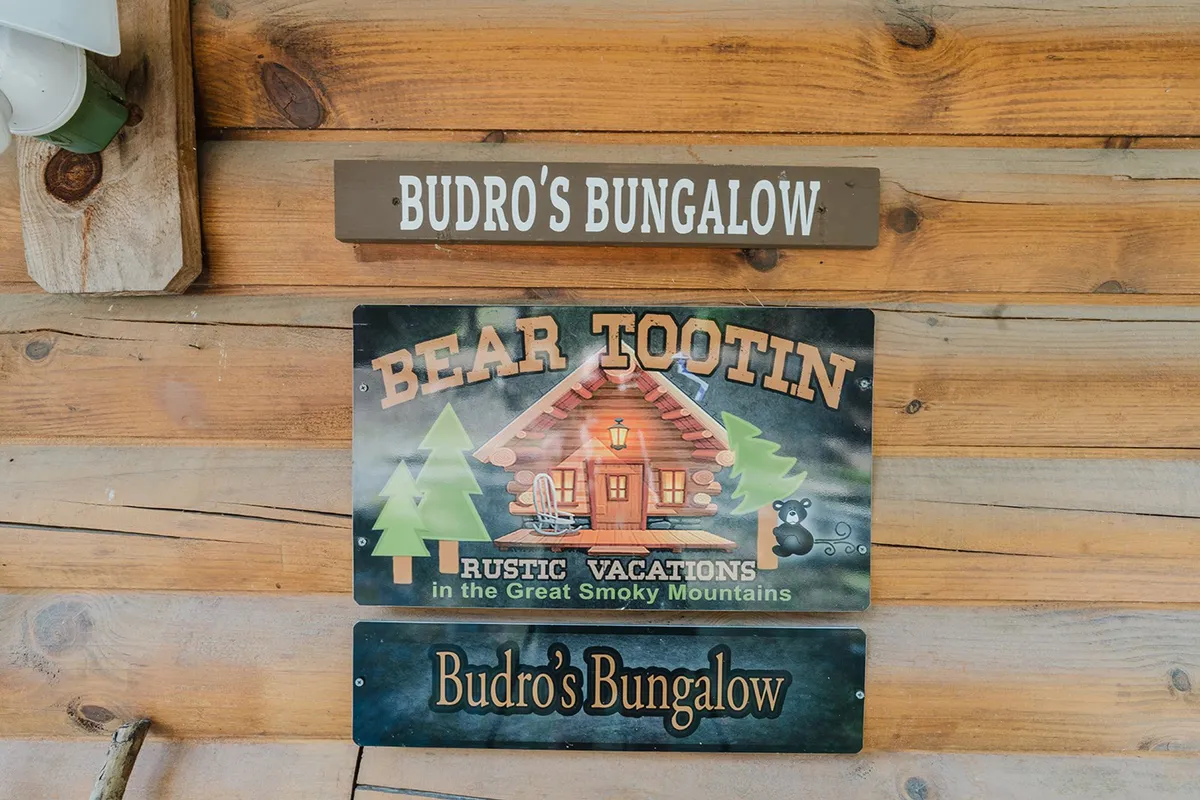 BUDRO'S BUNGALOW
BEAR TOOTIN
RUSTIC VACATIONS
in the Great Smoky Mountains
Budro's Bungalow